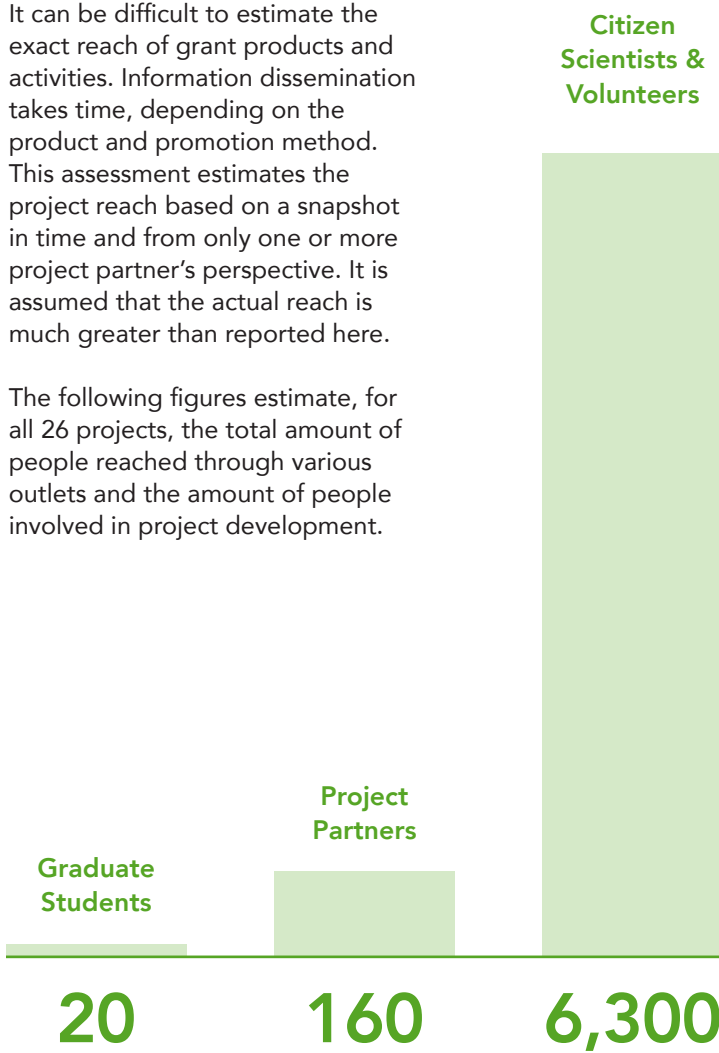 It can be difficult to estimate the
exact reach of grant products and
activities. Information dissemination
takes time, depending on the
product and promotion method.
This assessment estimates the
project reach based on a snapshot
in time and from only one or more
project partner's perspective. It is
assumed that the actual reach is
much greater than reported here.
The following figures estimate, for
all 26 projects, the total amount of
people reached through various
outlets and the amount of people
involved in project development.
Graduate
Students
20
Project
Partners
160
Citizen
Scientists &
Volunteers
6,300